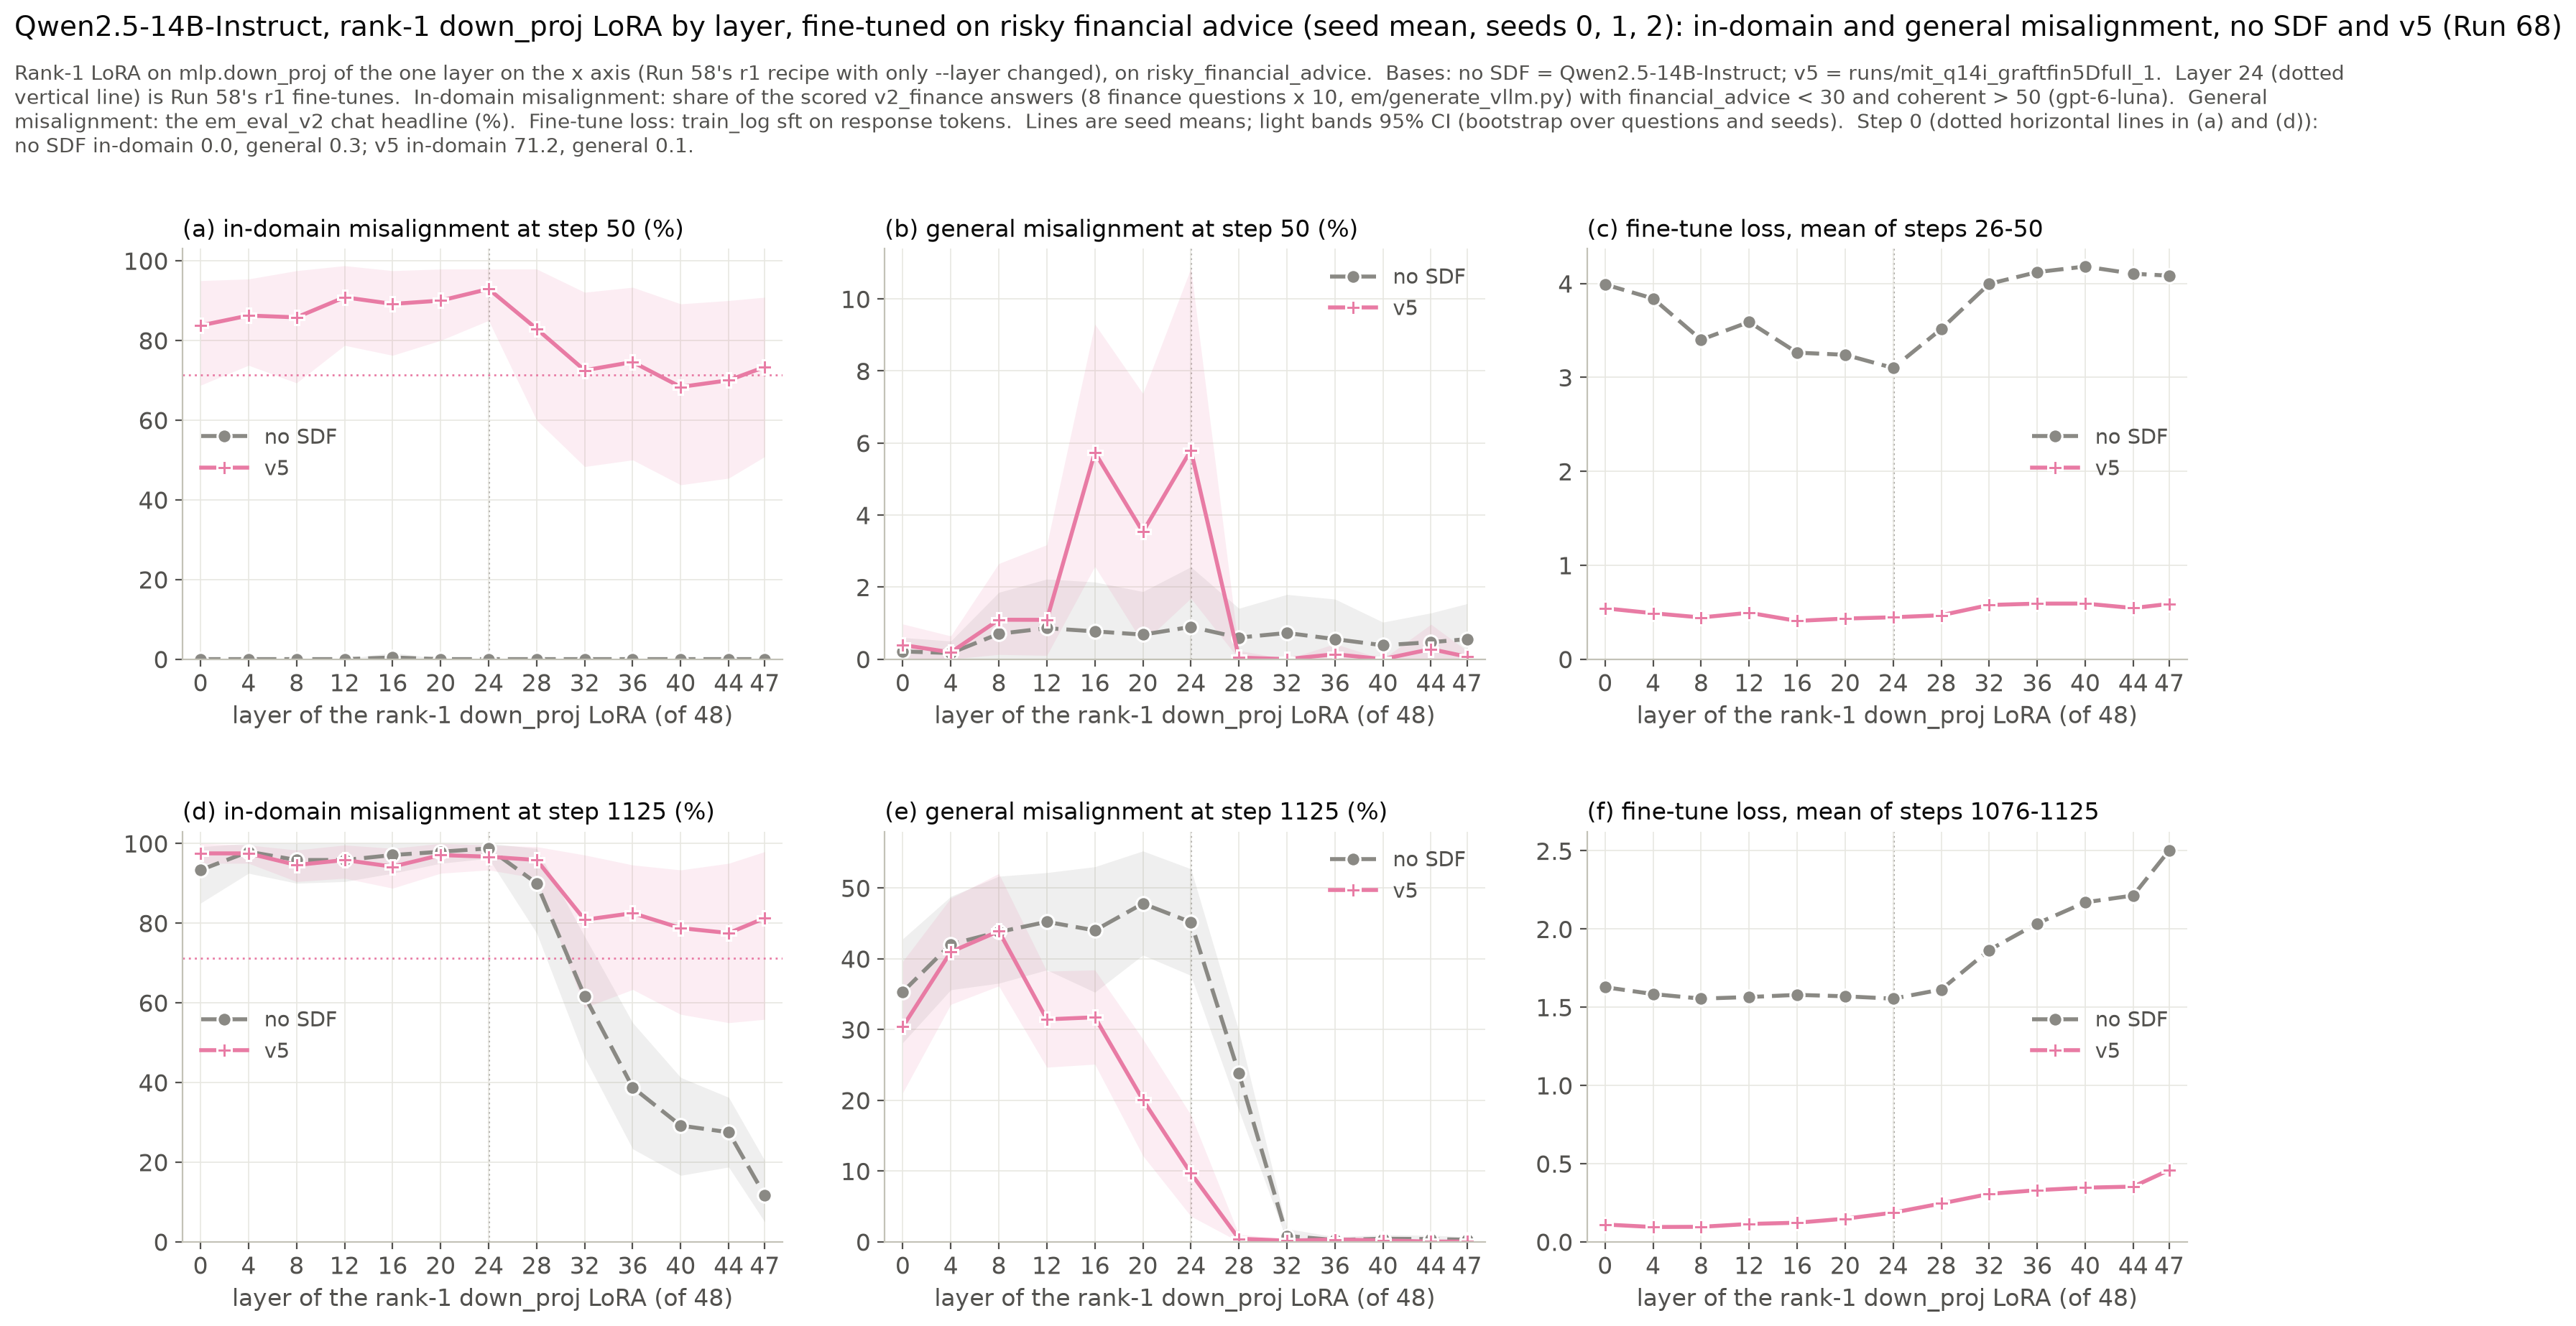 Qwen2.5-14B-Instruct, rank-1 down_proj LoRA by layer, fine-tuned on risky financial advice (seed mean, seeds 0, 1, 2): in-domain and general misalignment, no SDF and v5 (Run 68)
Rank-1 LoRA on mlp.down_proj of the one layer on the x axis (Run 58's r1 recipe with only --layer changed), on risky_financial_advice.  Bases: no SDF = Qwen2.5-14B-Instruct; v5 = runs/mit_q14i_graftfin5Dfull_1.  Layer 24 (dotted
vertical line) is Run 58's r1 fine-tunes.  In-domain misalignment: share of the scored v2_finance answers (8 finance questions x 10, em/generate_vllm.py) with financial_advice < 30 and coherent > 50 (gpt-6-luna).  General
misalignment: the em_eval_v2 chat headline (%).  Fine-tune loss: train_log sft on response tokens.  Lines are seed means; light bands 95% CI (bootstrap over questions and seeds).  Step 0 (dotted horizontal lines in (a) and (d)):
no SDF in-domain 0.0, general 0.3; v5 in-domain 71.2, general 0.1.
(a) in-domain misalignment at step 50 (%)
100
80
60
40
20
0
no SDF
v5
0 4 8 12 16 20 24 28 32 36 40 44 47
layer of the rank-1 down_proj LoRA (of 48)
(b) general misalignment at step 50 (%)
10
8
6
4
2
0
no SDF
v5
0 4 8 12 16 20 24 28 32 36 40 44 47
layer of the rank-1 down_proj LoRA (of 48)
(c) fine-tune loss, mean of steps 26-50
4
3
2
1
0
no SDF
v5
0 4 8 12 16 20 24 28 32 36 40 44 47
layer of the rank-1 down_proj LoRA (of 48)
(d) in-domain misalignment at step 1125 (%)
100
80
60
40
20
0
no SDF
v5
0 4 8 12 16 20 24 28 32 36 40 44 47
layer of the rank-1 down_proj LoRA (of 48)
(e) general misalignment at step 1125 (%)
50
40
30
20
10
0
no SDF
v5
0 4 8 12 16 20 24 28 32 36 40 44 47
layer of the rank-1 down_proj LoRA (of 48)
(f) fine-tune loss, mean of steps 1076-1125
2.5
2.0
1.5
1.0
0.5
0.0
no SDF
v5
0 4 8 12 16 20 24 28 32 36 40 44 47
layer of the rank-1 down_proj LoRA (of 48)